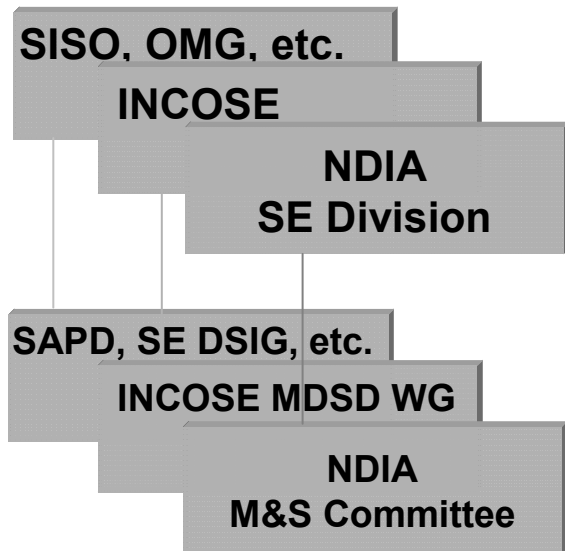 SISO, OMG, etc.
INCOSE
NDIA
SE Division
SAPD, SE DSIG, etc.
INCOSE MDSD WG
NDIA
M&S Committee